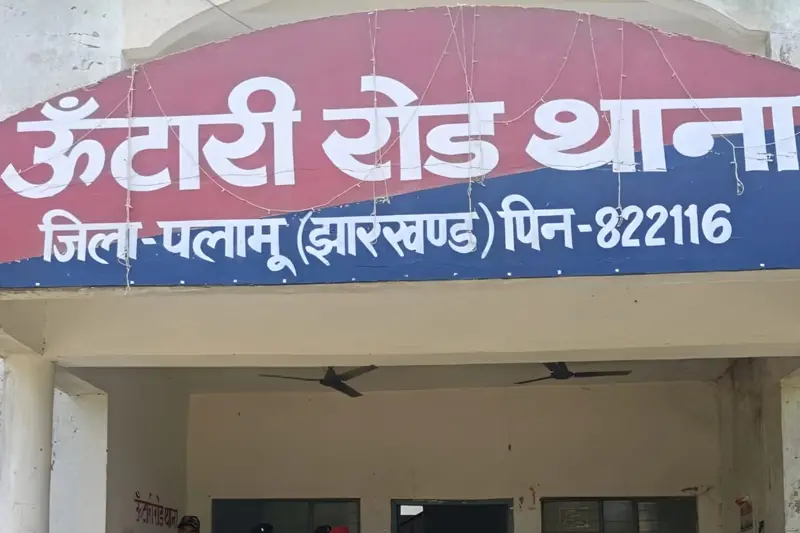 ऊँटारी रोड थाना
जिला-पलामू (झारखण्ड) पिन-822116
ऊँटारी रोड थाना